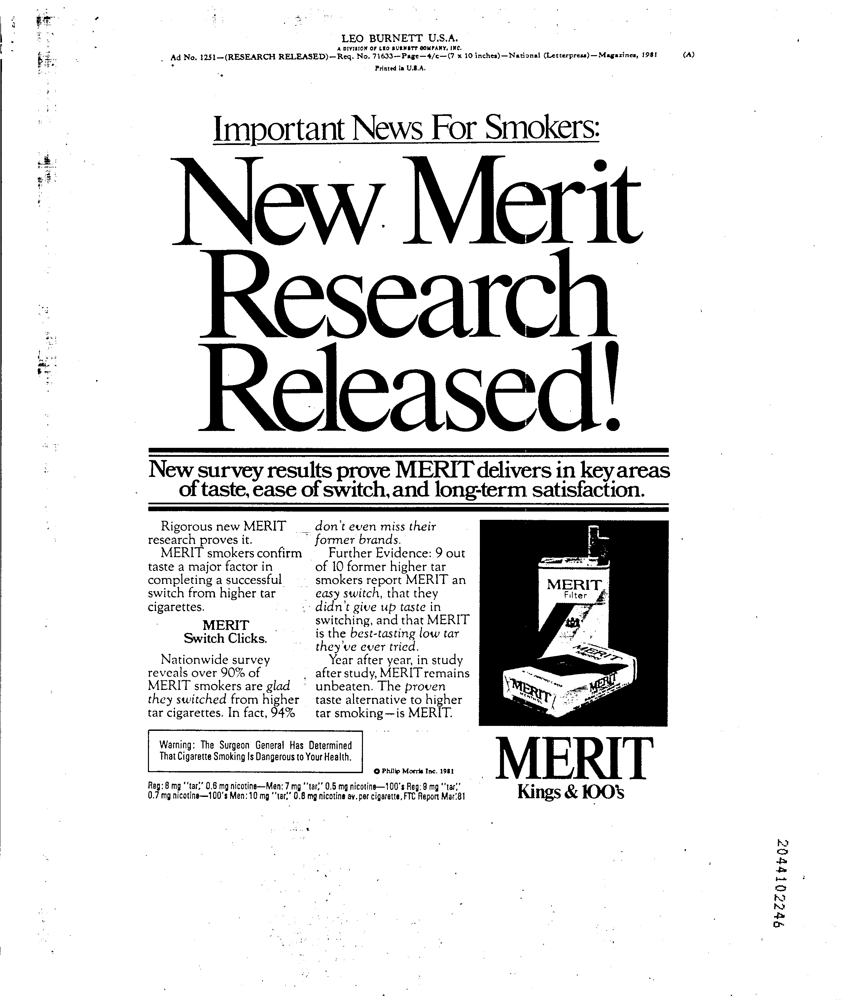 LEO BURNETT U.S.A.
A DIVISION OF LEO BURNETT COMPANY, INC.
Ad No. 1251—(RESEARCH RELEASED)—Req. No. 71633—Page—4/c—(7 x 10 inches)—National (Letterpress)—Magazines, 1981 (A)
Printed in U.S.A.
Important News For Smokers:
New Merit
Research
Released!
New survey results prove MERIT delivers in key areas
of taste, ease of switch, and long-term satisfaction.
Rigorous new MERIT
research proves it.
MERIT smokers confirm
taste a major factor in
completing a successful
switch from higher tar
cigarettes.
MERIT
Switch Clicks.
Nationwide survey
reveals over 90% of
MERIT smokers are glad
they switched from higher
tar cigarettes. In fact, 94%
don't even miss their
former brands.
Further Evidence: 9 out
of 10 former higher tar
smokers report MERIT an
easy switch, that they
didn't give up taste in
switching, and that MERIT
is the best-tasting low tar
they've ever tried.
Year after year, in study
after study, MERIT remains
unbeaten. The proven
taste alternative to higher
tar smoking—is MERIT.
MERIT
Filter
MERIT
MERIT
MERIT
Warning: The Surgeon General Has Determined
That Cigarette Smoking Is Dangerous to Your Health.
© Philip Morris Inc. 1981
Reg: 8 mg "tar," 0.6 mg nicotine—Men: 7 mg "tar," 0.5 mg nicotine—100's Reg: 9 mg "tar,"
0.7 mg nicotine—100's Men: 10 mg "tar," 0.8 mg nicotine av. per cigarette, FTC Report Mar.'81
MERIT
Kings & 100's
2044102246